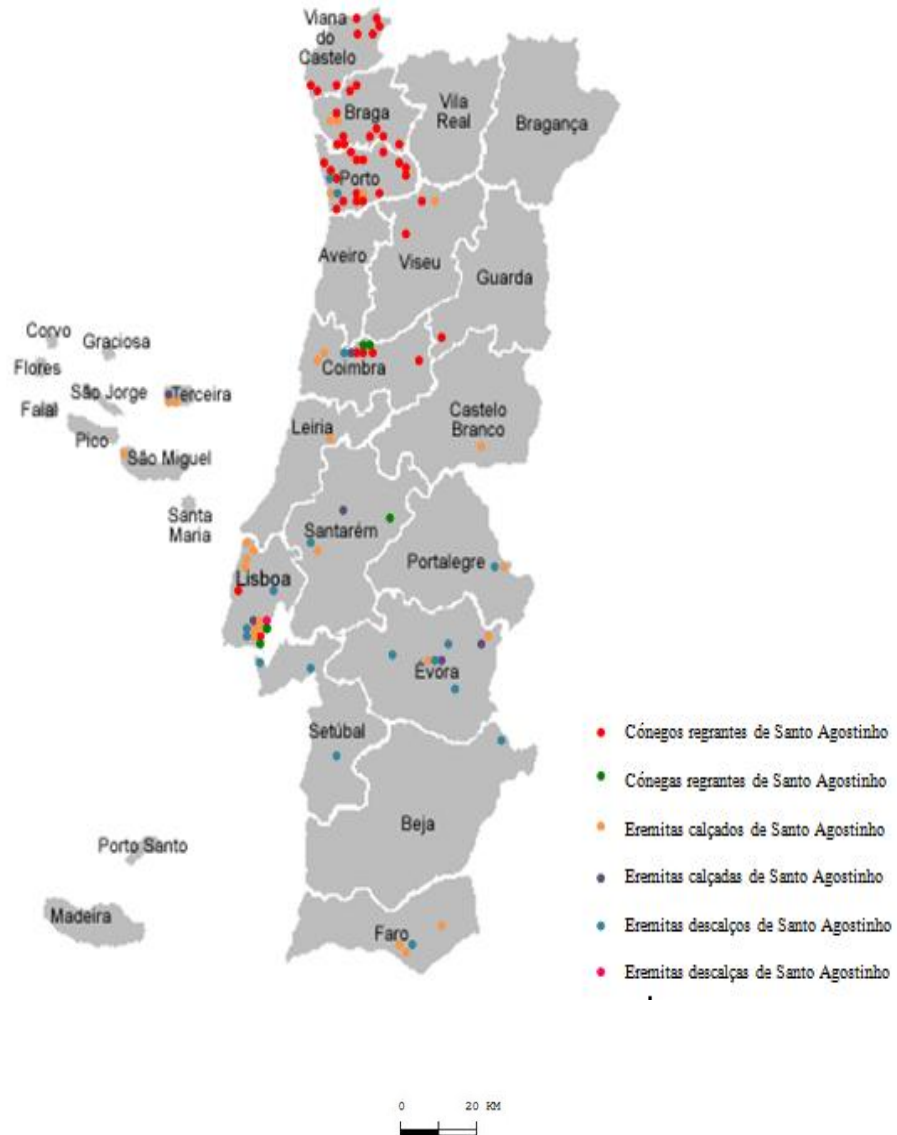 Viana
do
Castelo
Braga
Vila
Real
Bragança
Porto
Aveiro
Viseu
Guarda
Corvo
Graciosa
Flores
São Jorge
Terceira
Faial
Pico
São Miguel
Santa
Maria
Coimbra
Leiria
Castelo
Branco
Santarém
Portalegre
Lisboa
Évora
Setúbal
Beja
Porto Santo
Madeira
Faro
Cónegos regrantes de Santo Agostinho
Cónegas regrantes de Santo Agostinho
Eremitas calçados de Santo Agostinho
Eremitas calçadas de Santo Agostinho
Eremitas descalços de Santo Agostinho
Eremitas descalças de Santo Agostinho
0 20 KM